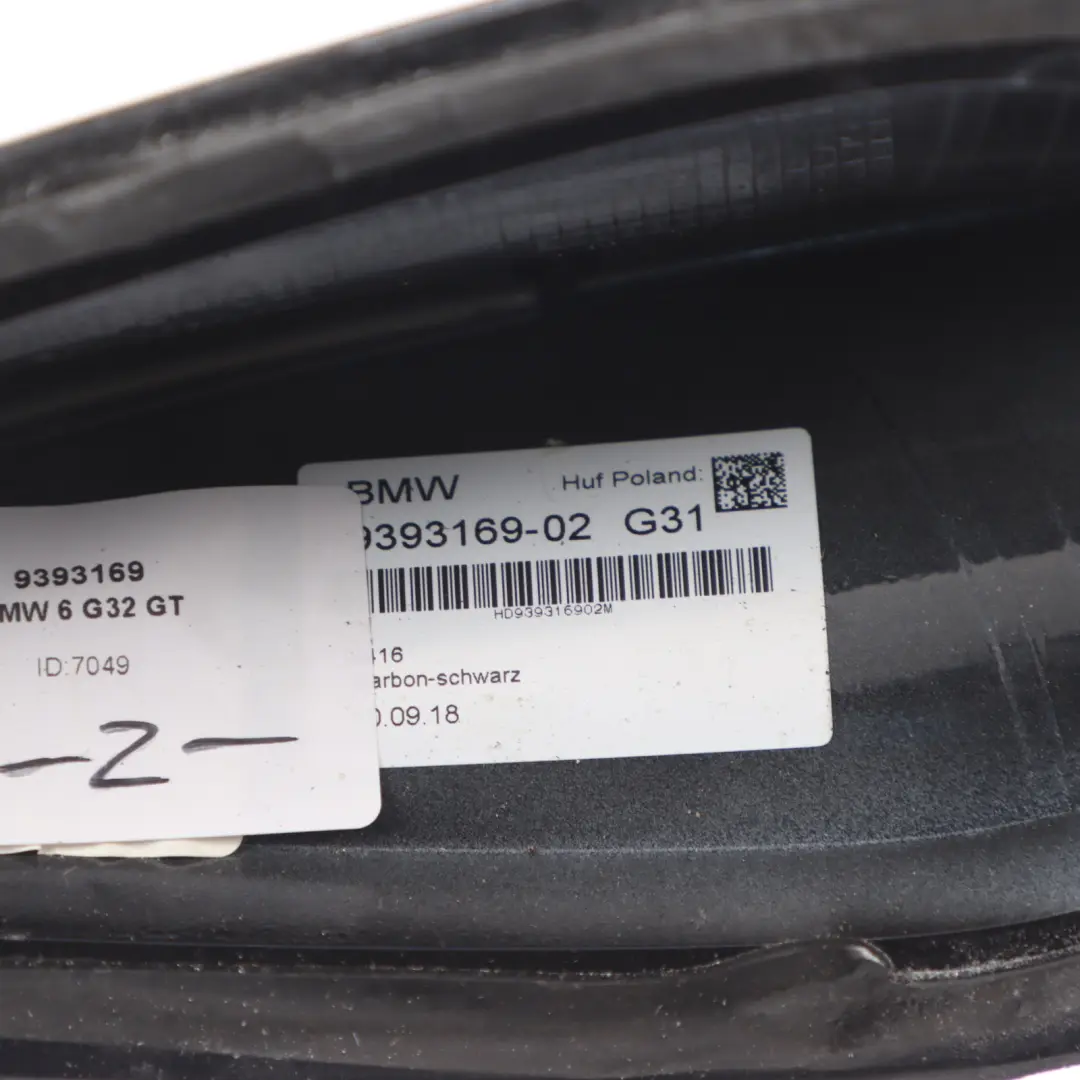 BMW
Huf Poland:
9393169-02 G31
HD939316902M
416
arbon-schwarz
0.09.18
9393169
MW 6 G32 GT
ID:7049
-2-